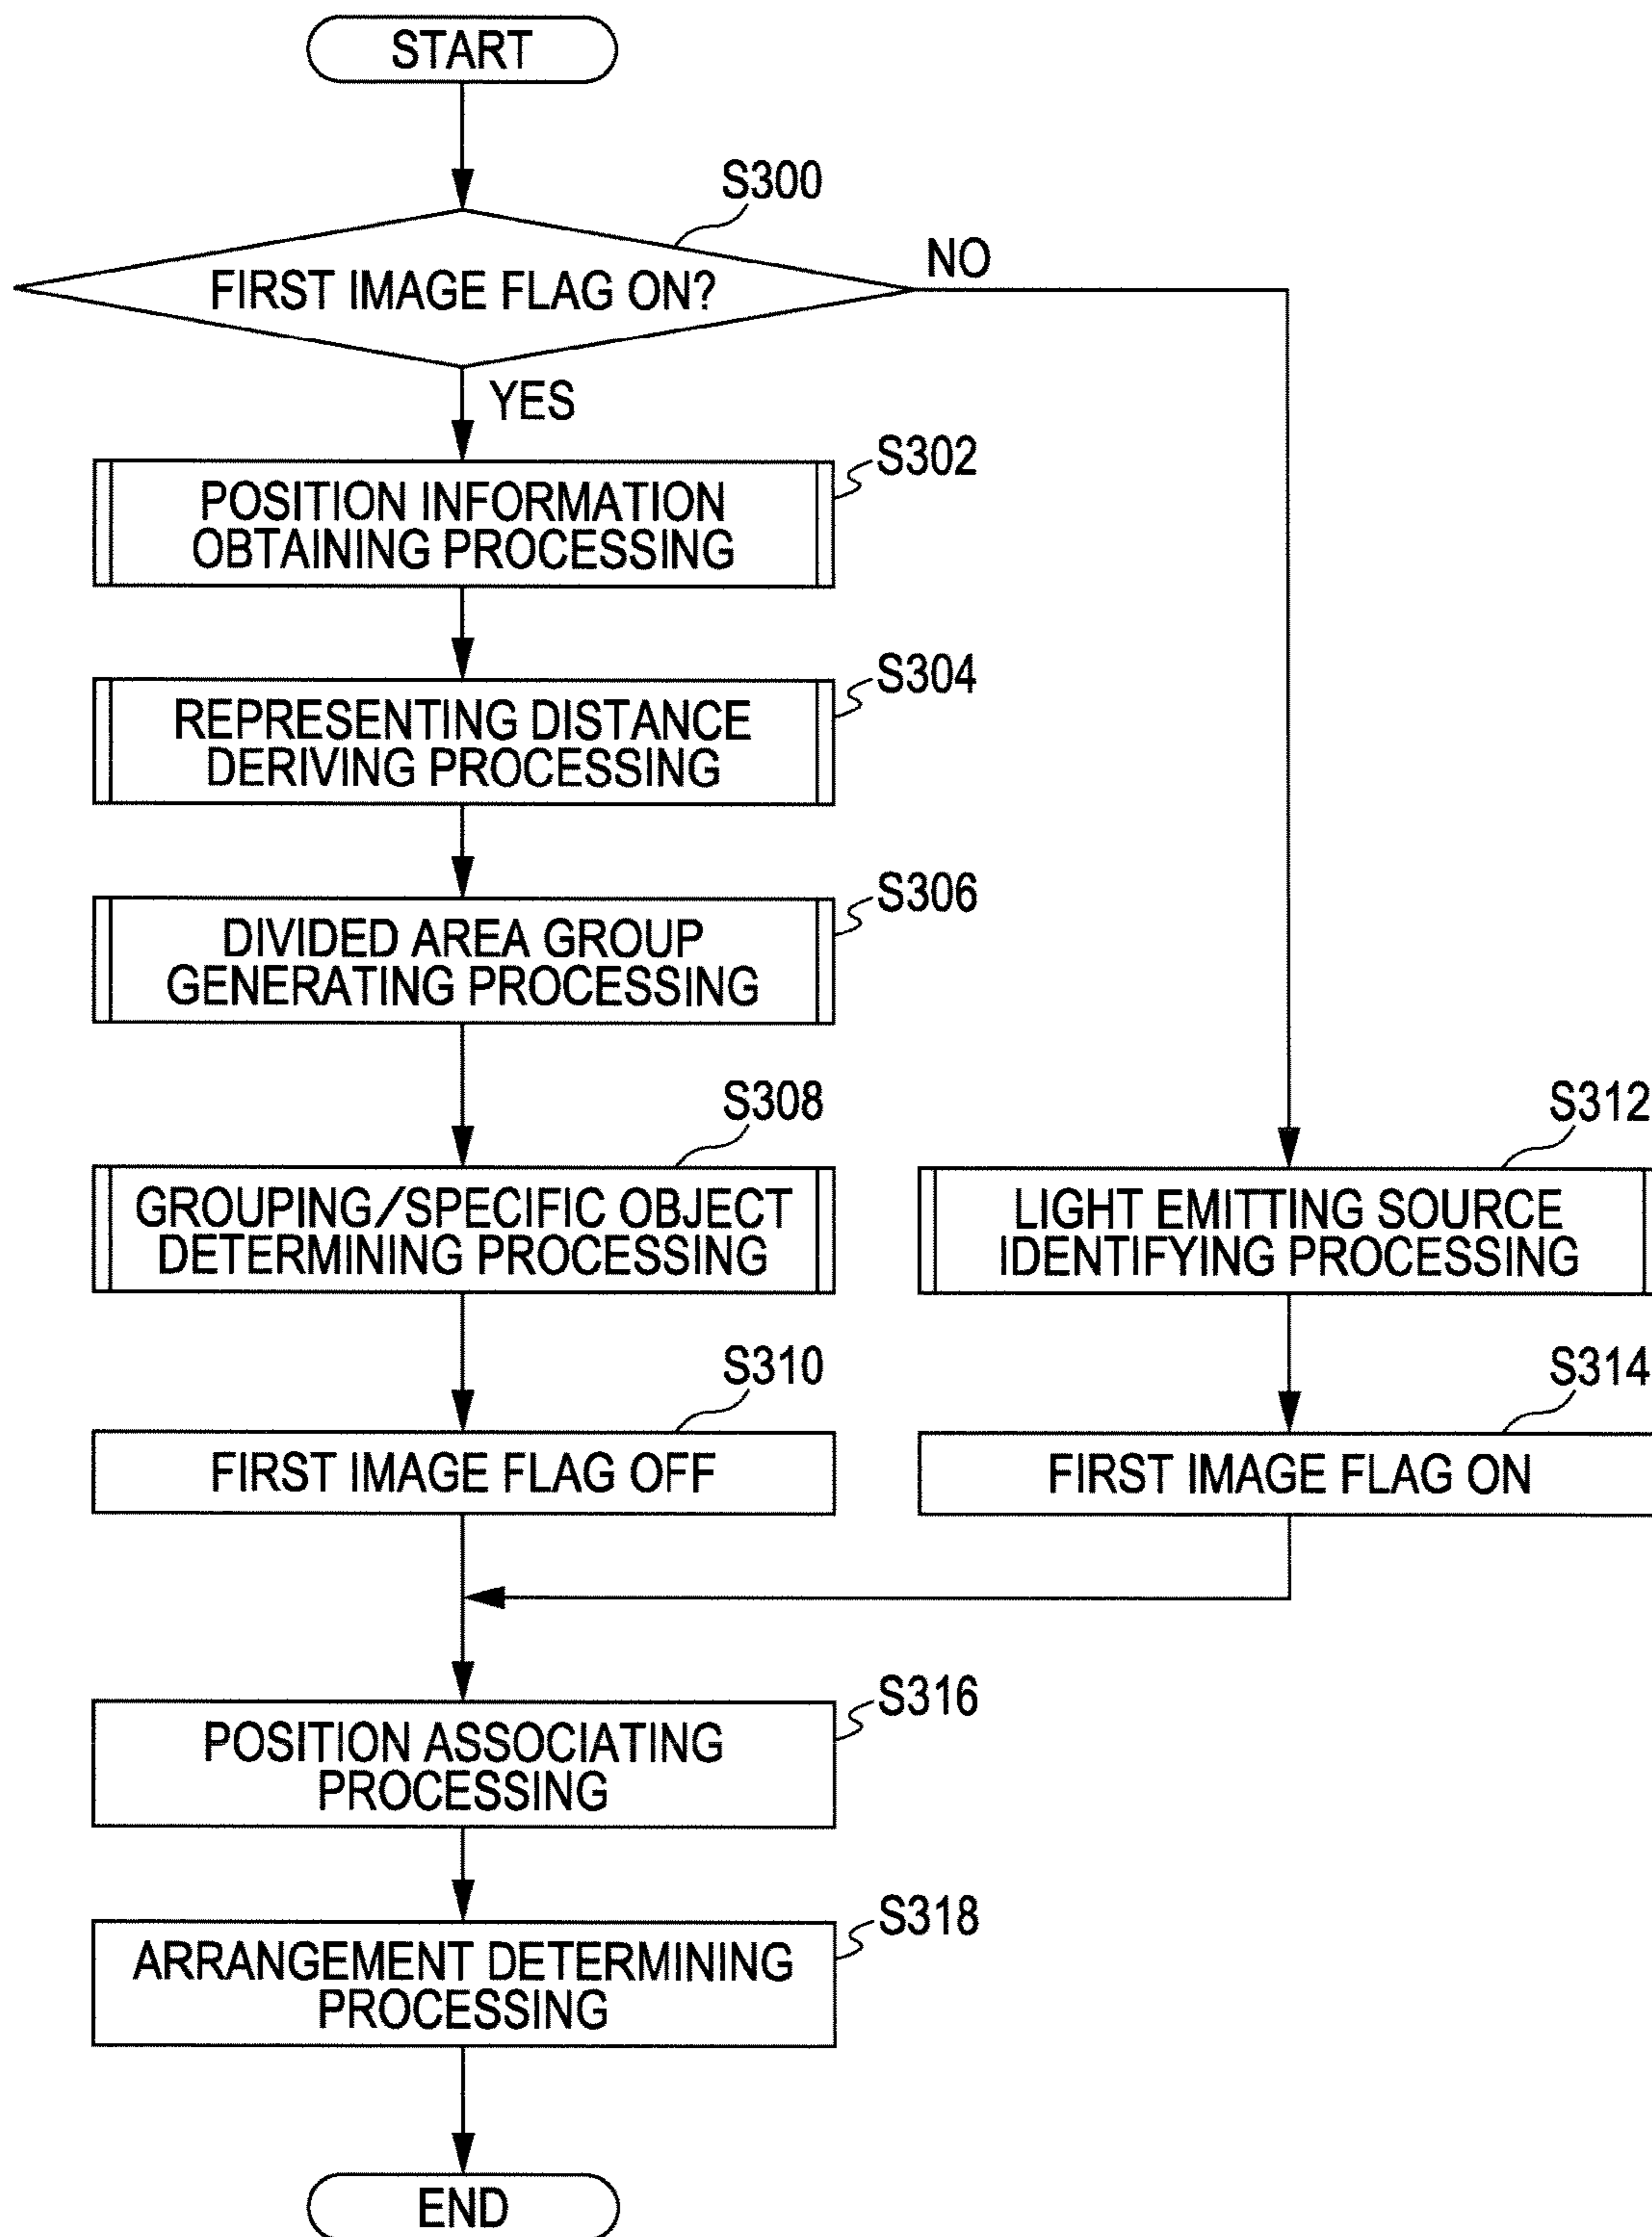 START
S300
FIRST IMAGE FLAG ON?
NO
YES
S302
POSITION INFORMATION
OBTAINING PROCESSING
S304
REPRESENTING DISTANCE
DERIVING PROCESSING
S306
DIVIDED AREA GROUP
GENERATING PROCESSING
S308
GROUPING/SPECIFIC OBJECT
DETERMINING PROCESSING
S312
LIGHT EMITTING SOURCE
IDENTIFYING PROCESSING
S310
FIRST IMAGE FLAG OFF
S314
FIRST IMAGE FLAG ON
S316
POSITION ASSOCIATING
PROCESSING
S318
ARRANGEMENT DETERMINING
PROCESSING
END